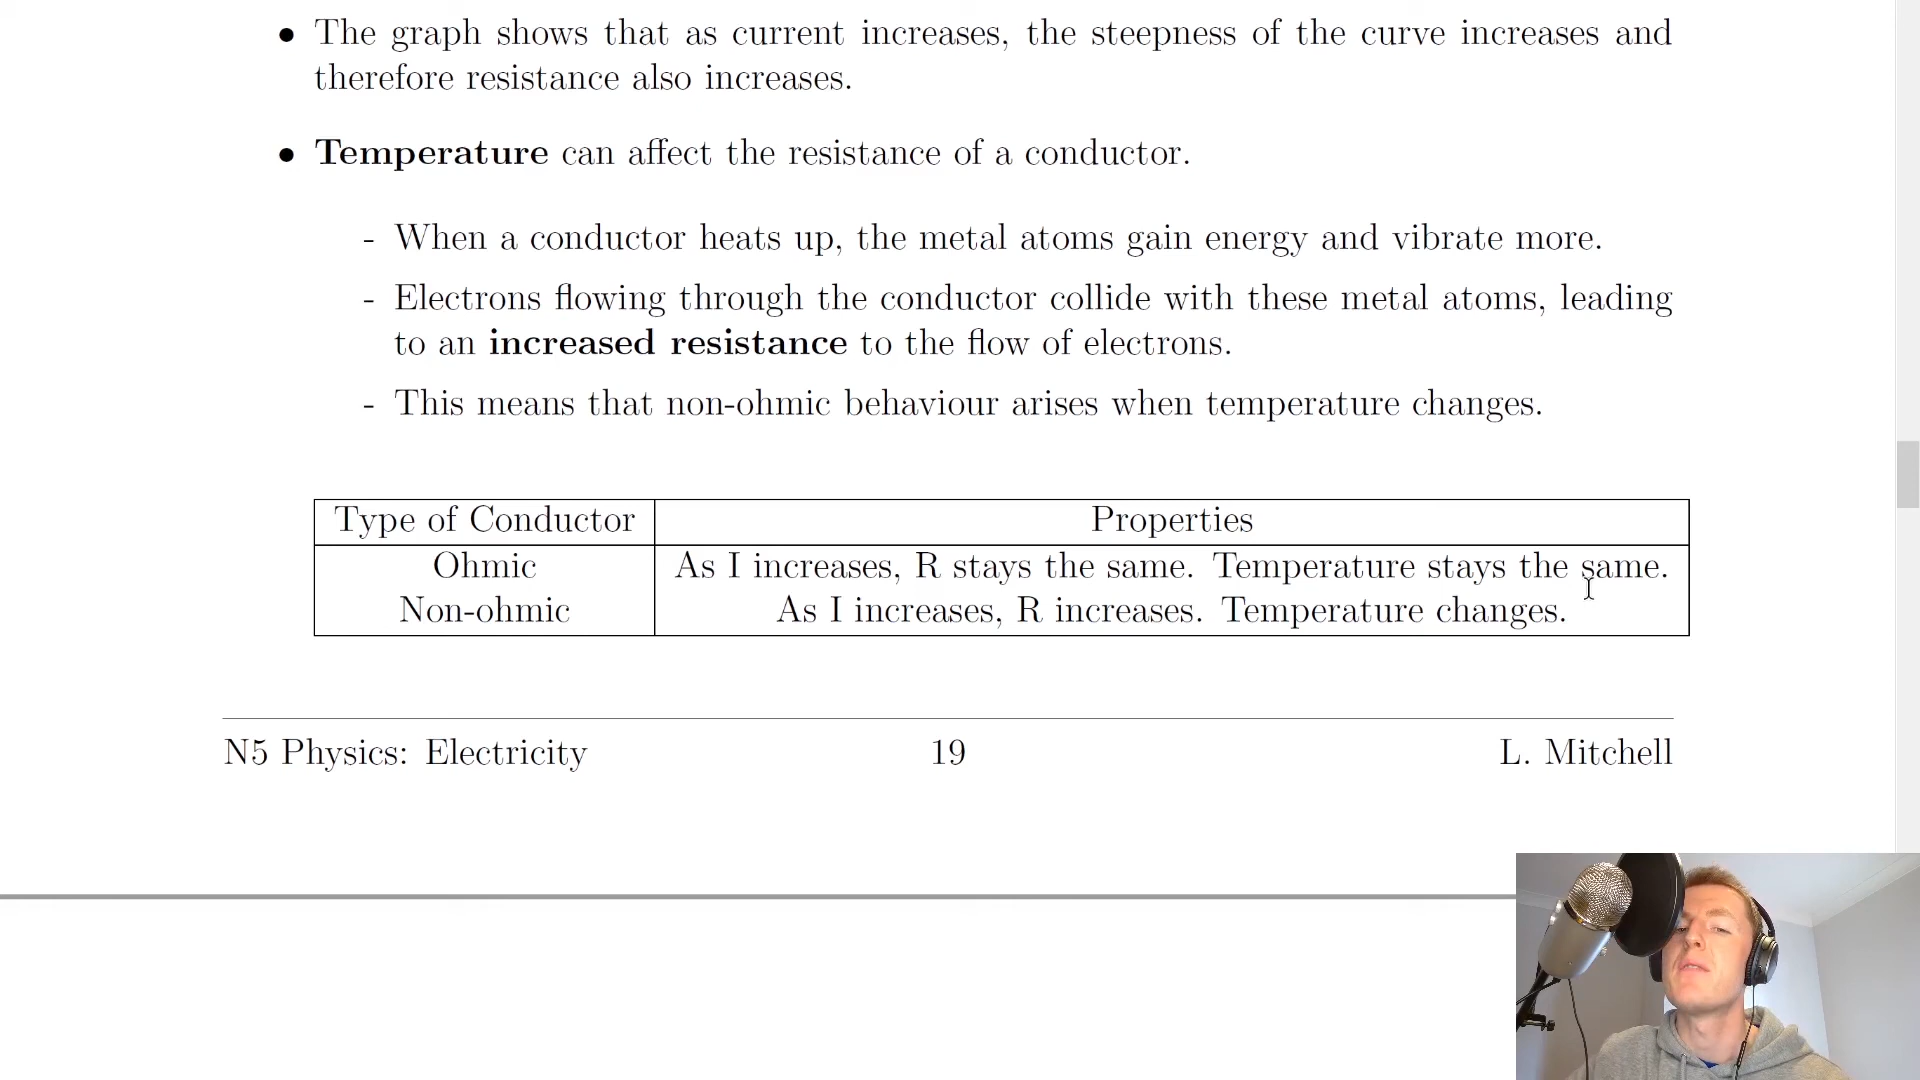 • The graph shows that as current increases, the steepness of the curve increases and
therefore resistance also increases.
• Temperature can affect the resistance of a conductor.
- When a conductor heats up, the metal atoms gain energy and vibrate more.
- Electrons flowing through the conductor collide with these metal atoms, leading
to an increased resistance to the flow of electrons.
- This means that non-ohmic behaviour arises when temperature changes.
Type of Conductor Properties
Ohmic As I increases, R stays the same. Temperature stays the same.
Non-ohmic As I increases, R increases. Temperature changes.
N5 Physics: Electricity 19 L. Mitchell